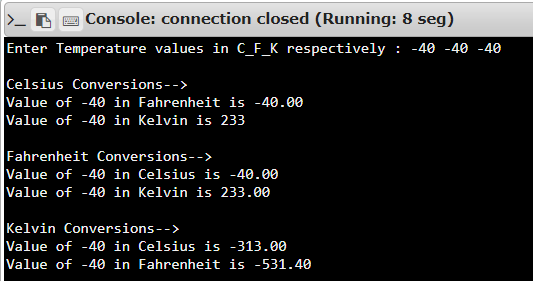 Console: connection closed (Running: 8 seg)
Enter Temperature values in C_F_K respectively : -40 -40 -40
Celsius Conversions-->
Value of -40 in Fahrenheit is -40.00
Value of -40 in Kelvin is 233
Fahrenheit Conversions-->
Value of -40 in Celsius is -40.00
Value of -40 in Kelvin is 233.00
Kelvin Conversions-->
Value of -40 in Celsius is -313.00
Value of -40 in Fahrenheit is -531.40